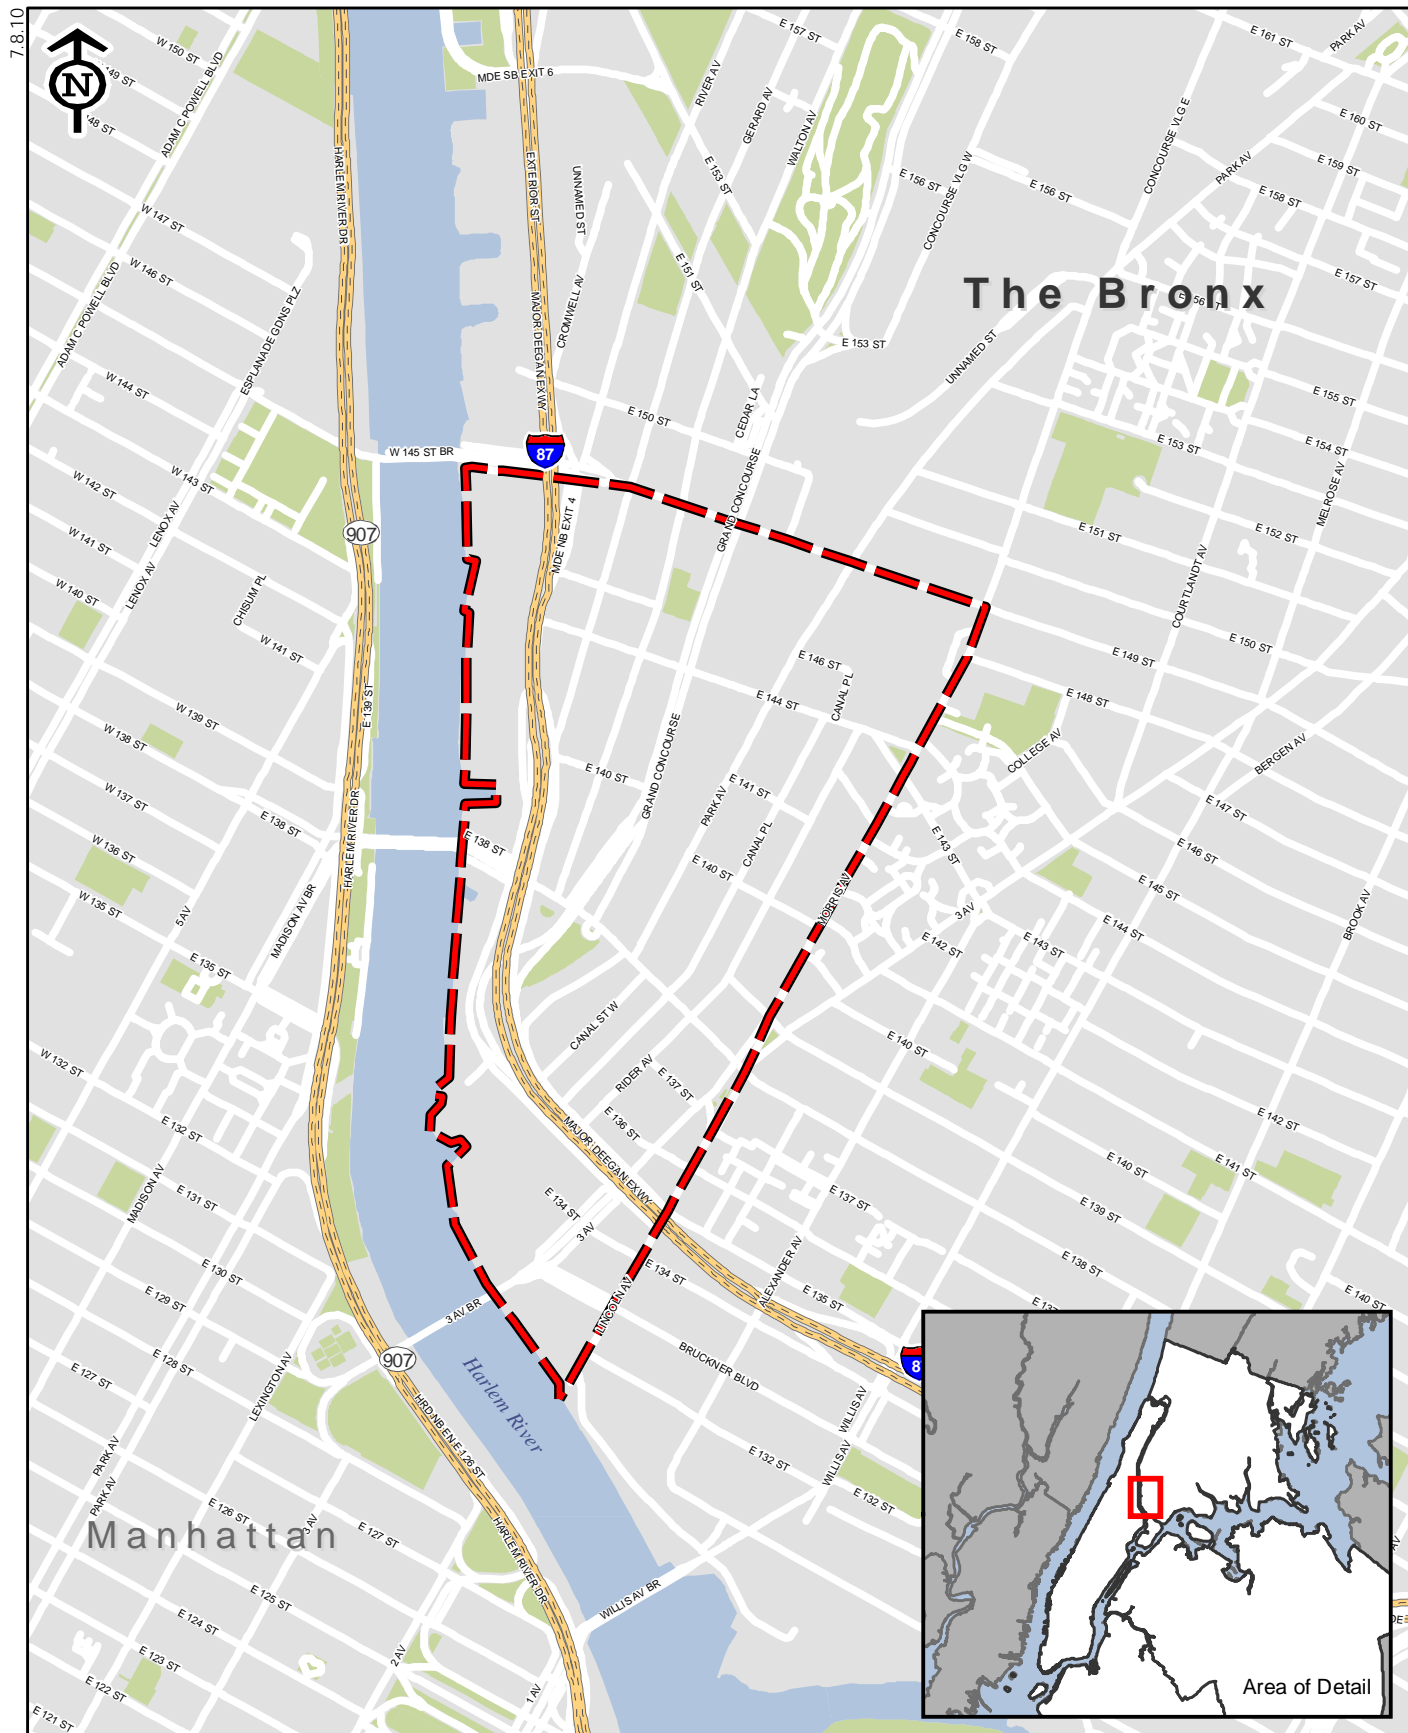 7.8.10
N
W 150 ST
W 149 ST
W 148 ST
ADAM C POWELL BLVD
HARLEM RIVER DR
MDE SB EXIT 6
EXTERIOR ST
UNNAMED ST
RIVER AV
E 157 ST
GERARD AV
WALTON AV
E 153 ST
E 158 ST
E 161 ST
PARK AV
E 160 ST
E 159 ST
CONCOURSE VLG E
PARK AV
E 158 ST
E 156 ST
CONCOURSE VLG W
E 156 ST
W 147 ST
W 146 ST
ADAM C POWELL BLVD
ESPLANADE GDNS PLZ
MAJOR DEEGAN EXWY
CROMWELL AV
E 151 ST
E 157 ST
The Bronx
E 156 ST
E 153 ST
UNNAMED ST
W 144 ST
E 150 ST
CEDAR LA
E 155 ST
E 153 ST
E 154 ST
W 145 ST BR
87
W 142 ST
W 143 ST
LENOX AV
W 141 ST
907
MDE NB EXIT 4
GRAND CONCOURSE
MELROSE AV
E 151 ST
E 152 ST
LENOX AV
W 140 ST
CHISUM PL
W 141 ST
COURTLANDT AV
E 150 ST
E 149 ST
E 146 ST
CANAL PL
E 144 ST
E 148 ST
E 139 ST
W 139 ST
W 138 ST
GRAND CONCOURSE
COLLEGE AV
BERGEN AV
W 137 ST
E 138 ST
HARLEM RIVER DR
E 140 ST
E 141 ST
PARK AV
E 147 ST
W 136 ST
E 138 ST
CANAL PL
E 143 ST
E 146 ST
W 135 ST
E 140 ST
E 145 ST
5 AV
MADISON AV BR
MORRIS AV
3 AV
E 142 ST
E 143 ST
E 144 ST
BROOK AV
E 135 ST
CANAL ST W
E 140 ST
W 132 ST
RIDER AV
E 137 ST
E 132 ST
E 136 ST
MAJOR DEEGAN EXWY
E 142 ST
E 140 ST
E 141 ST
MADISON AV
E 131 ST
E 134 ST
3 AV
E 137 ST
E 139 ST
E 130 ST
E 134 ST
ALEXANDER AV
E 138 ST
E 129 ST
LINCOLN AV
E 135 ST
E 140 ST
E 137
E 128 ST
3 AV BR
E 127 ST
LEXINGTON AV
907
Harlem River
BRUCKNER BLVD
87
HRD NB EN E 126 ST
WILLIS AV
PARK AV
PARK AV
E 132 ST
WILLIS AV
E 132 ST
E 126 ST
3 AV
E 127 ST
HARLEM RIVER DR
Manhattan
E 125 ST
E 124 ST
WILLIS AV BR
E 123 ST
2 AV
E 122 ST
1 AV
E 121 ST
AV
DE
Area of Detail